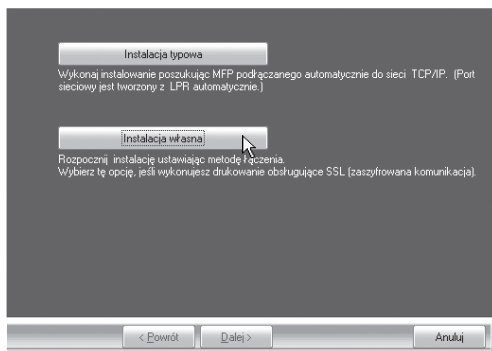 Instalacja typowa
Wykonaj instalowanie poszukując MFP podłączanego automatycznie do sieci TCP/IP. (Port
sieciowy jest tworzony z LPR automatycznie.)
Instalacja własna
Rozpocznij instalację ustawiając metodę łączenia.
Wybierz tę opcję, jeśli wykonujesz drukowanie obsługujące SSL (zaszyfrowana komunikacja).
< Powrót
Dalej >
Anuluj